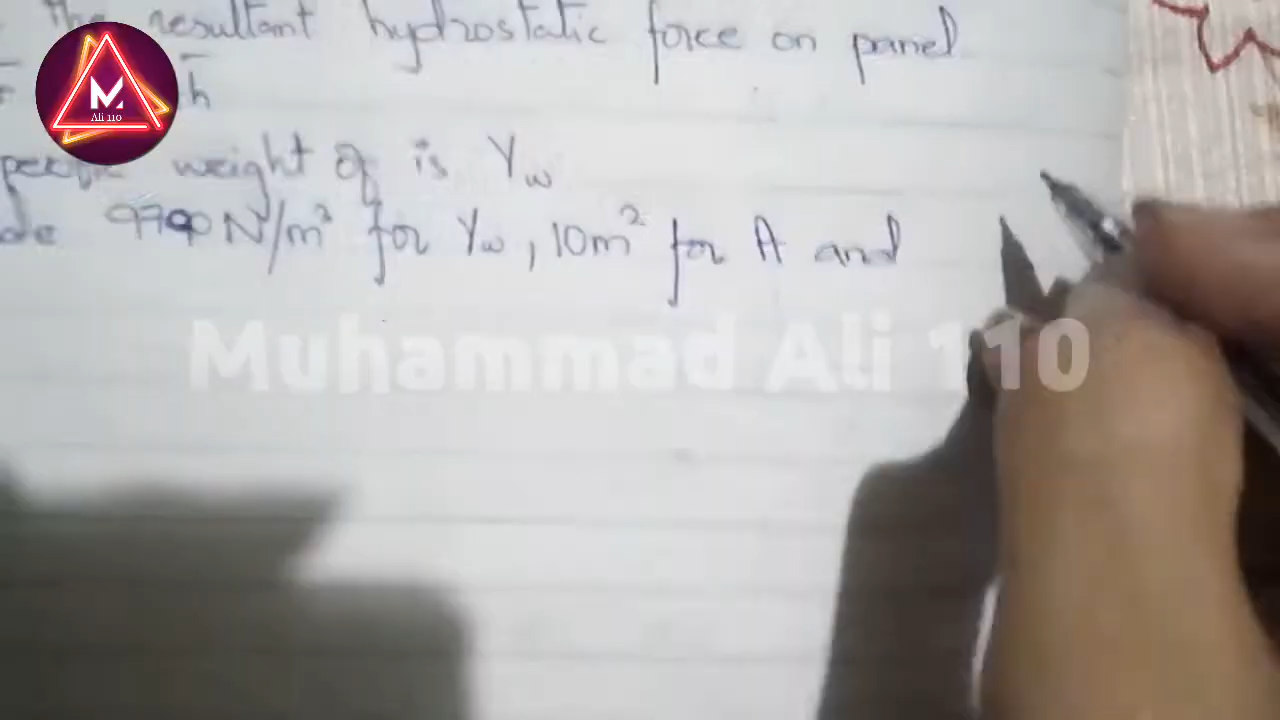 the resultant hydrostatic force on panel
h
weight of is γw
9790 N/m³ for γw, 10m² for A and
M
Ali 110
Muhammad Ali 110